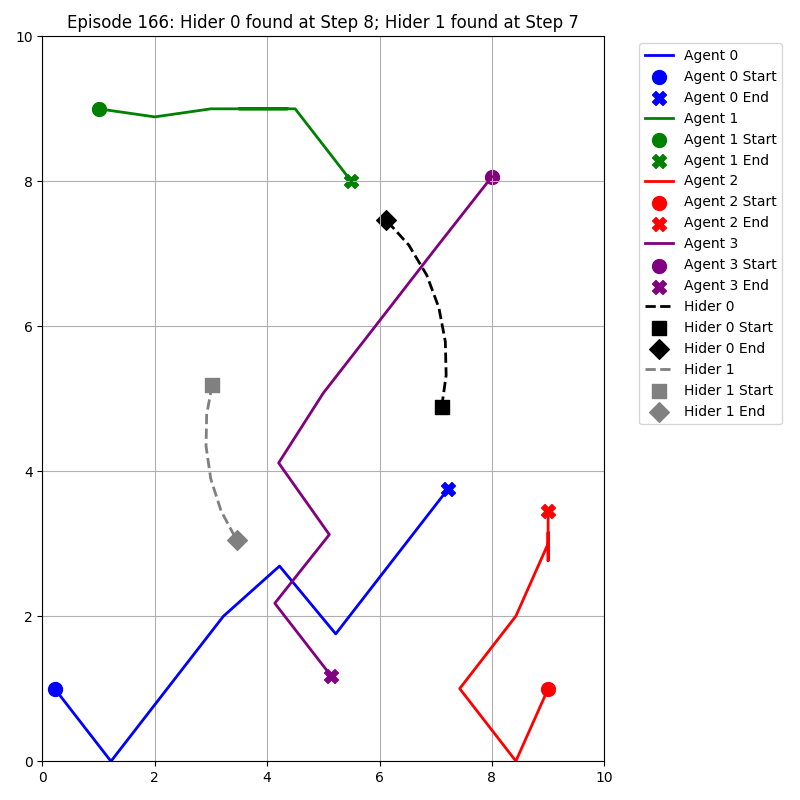 Episode 166: Hider 0 found at Step 8; Hider 1 found at Step 7
10
8
6
4
2
0
0 2 4 6 8 10
Agent 0
Agent 0 Start
Agent 0 End
Agent 1
Agent 1 Start
Agent 1 End
Agent 2
Agent 2 Start
Agent 2 End
Agent 3
Agent 3 Start
Agent 3 End
Hider 0
Hider 0 Start
Hider 0 End
Hider 1
Hider 1 Start
Hider 1 End